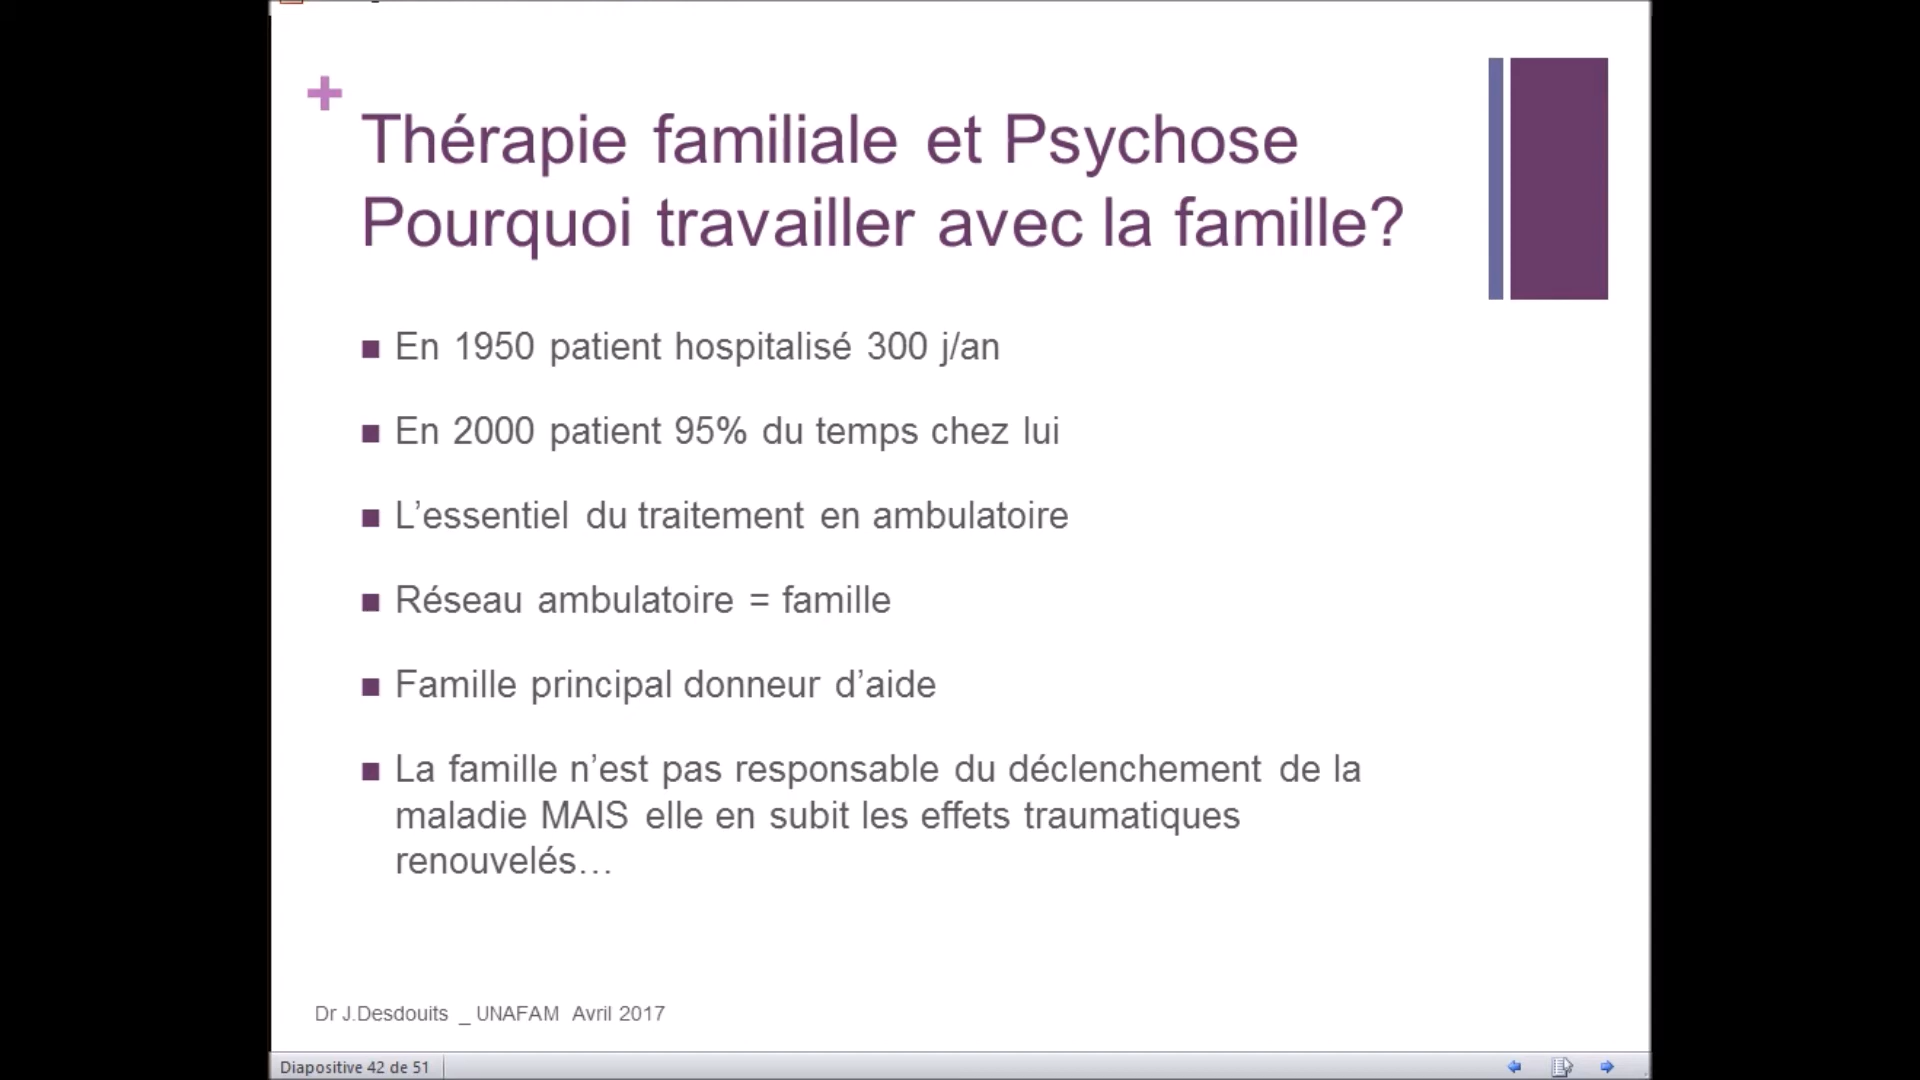 +
Thérapie familiale et Psychose
Pourquoi travailler avec la famille?
En 1950 patient hospitalisé 300 j/an
En 2000 patient 95% du temps chez lui
L’essentiel du traitement en ambulatoire
Réseau ambulatoire = famille
Famille principal donneur d’aide
La famille n’est pas responsable du déclenchement de la
maladie MAIS elle en subit les effets traumatiques
renouvelés…
Dr J.Desdouits _ UNAFAM Avril 2017
Diapositive 42 de 51